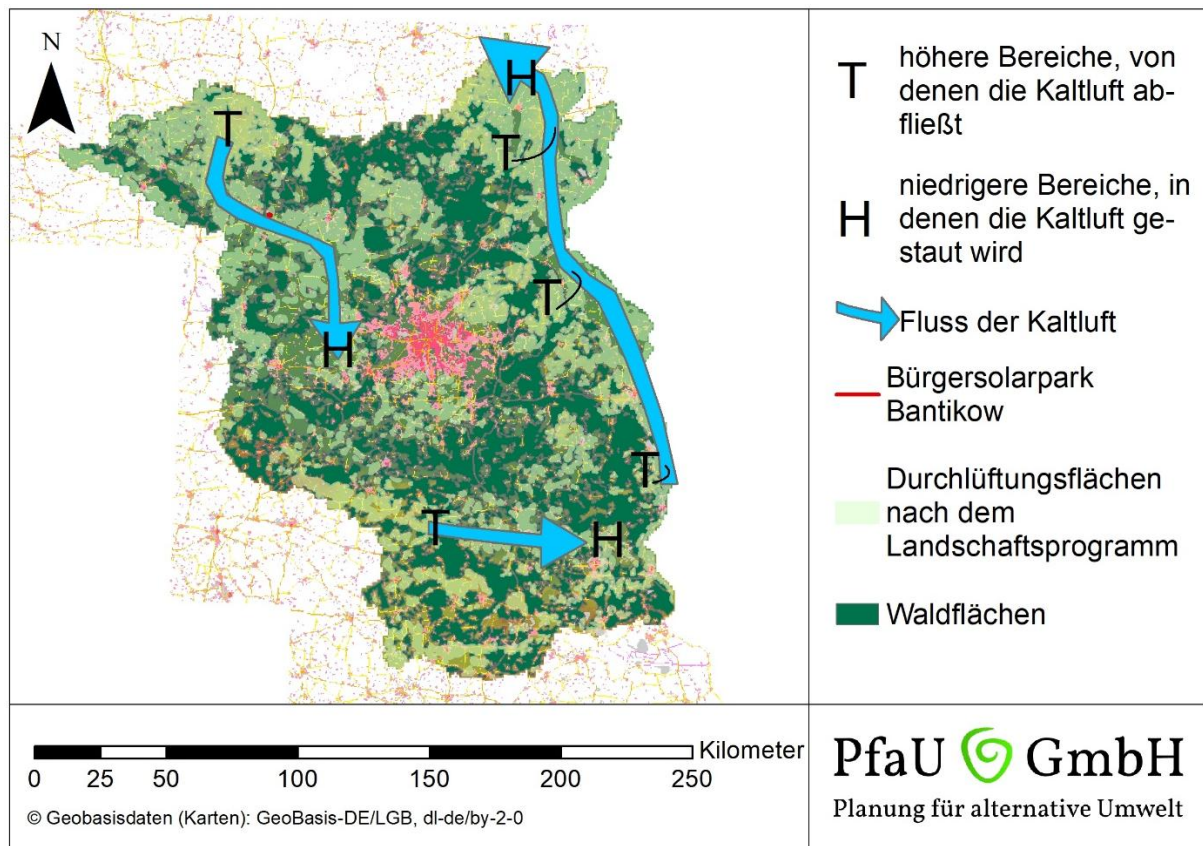 N
T
H
T
T
H
T
T
H
T
höhere Bereiche, von
denen die Kaltluft ab-
fließt
H
niedrigere Bereiche, in
denen die Kaltluft ge-
staut wird
Fluss der Kaltluft
Bürgersolarpark
Bantikow
Durchlüftungsflächen
nach dem
Landschaftsprogramm
Waldflächen
Kilometer
0 25 50 100 150 200 250
© Geobasisdaten (Karten): GeoBasis-DE/LGB, dl-de/by-2-0
PfaU GmbH
Planung für alternative Umwelt